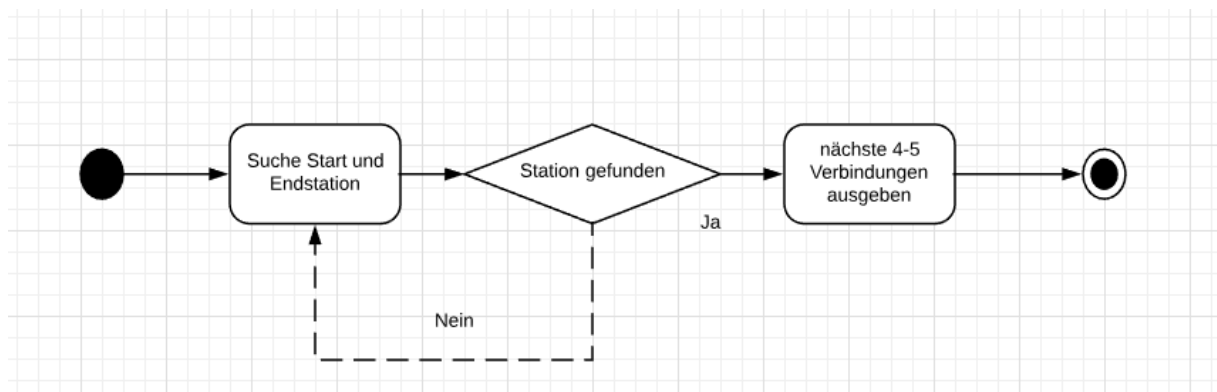 Suche Start und
Endstation
Station gefunden
nächste 4-5
Verbindungen
ausgeben
Ja
Nein